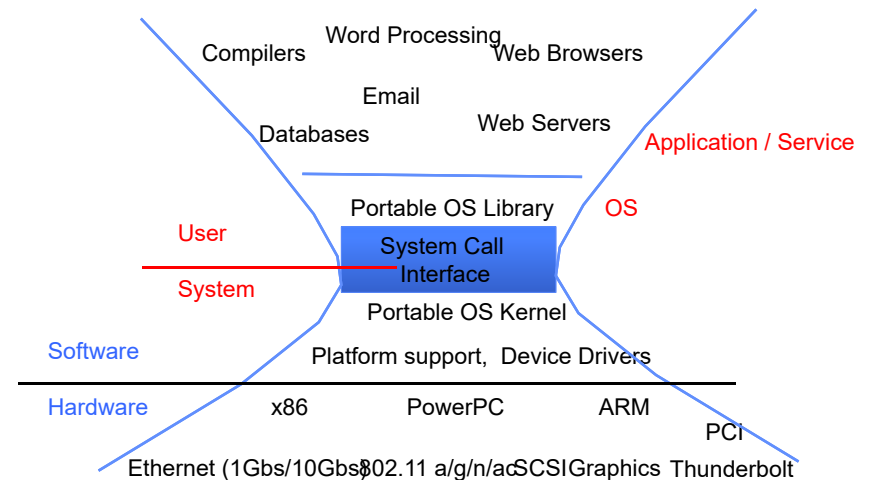 Word Processing
Compilers
Web Browsers
Email
Web Servers
Databases
Application / Service
Portable OS Library
OS
User
System Call
Interface
System
Portable OS Kernel
Software
Platform support, Device Drivers
Hardware
x86
PowerPC
ARM
PCI
Ethernet (1Gbs/10Gbs)
802.11 a/g/n/ac
SCSI
Graphics
Thunderbolt